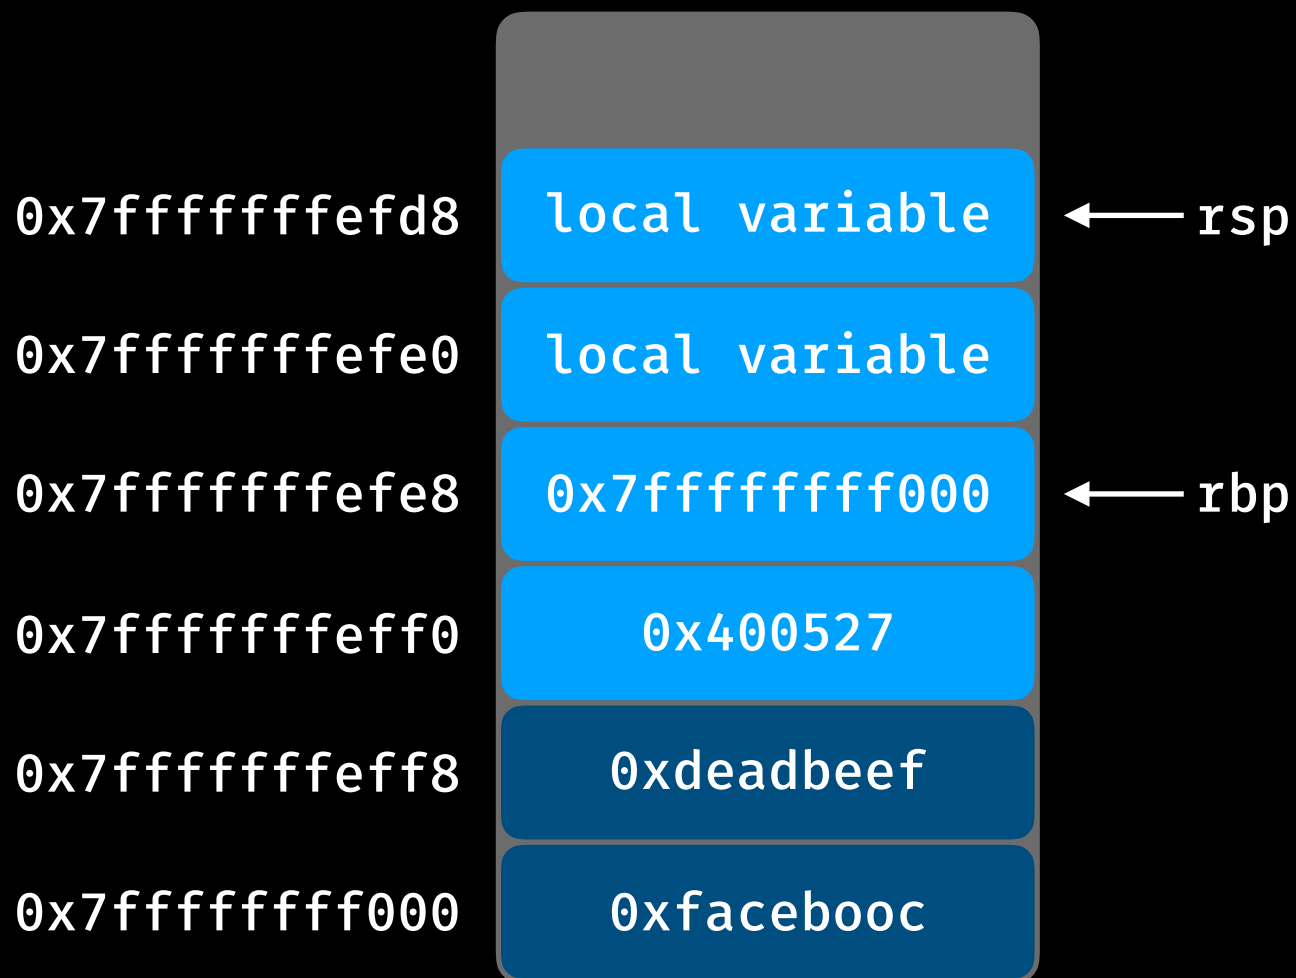 0x7fffffffefd8 local variable rsp
0x7fffffffefe0 local variable
0x7fffffffefe8 0x7ffffffff000 rbp
0x7fffffffeff0 0x400527
0x7fffffffeff8 0xdeadbeef
0x7ffffffff000 0xfacebooc